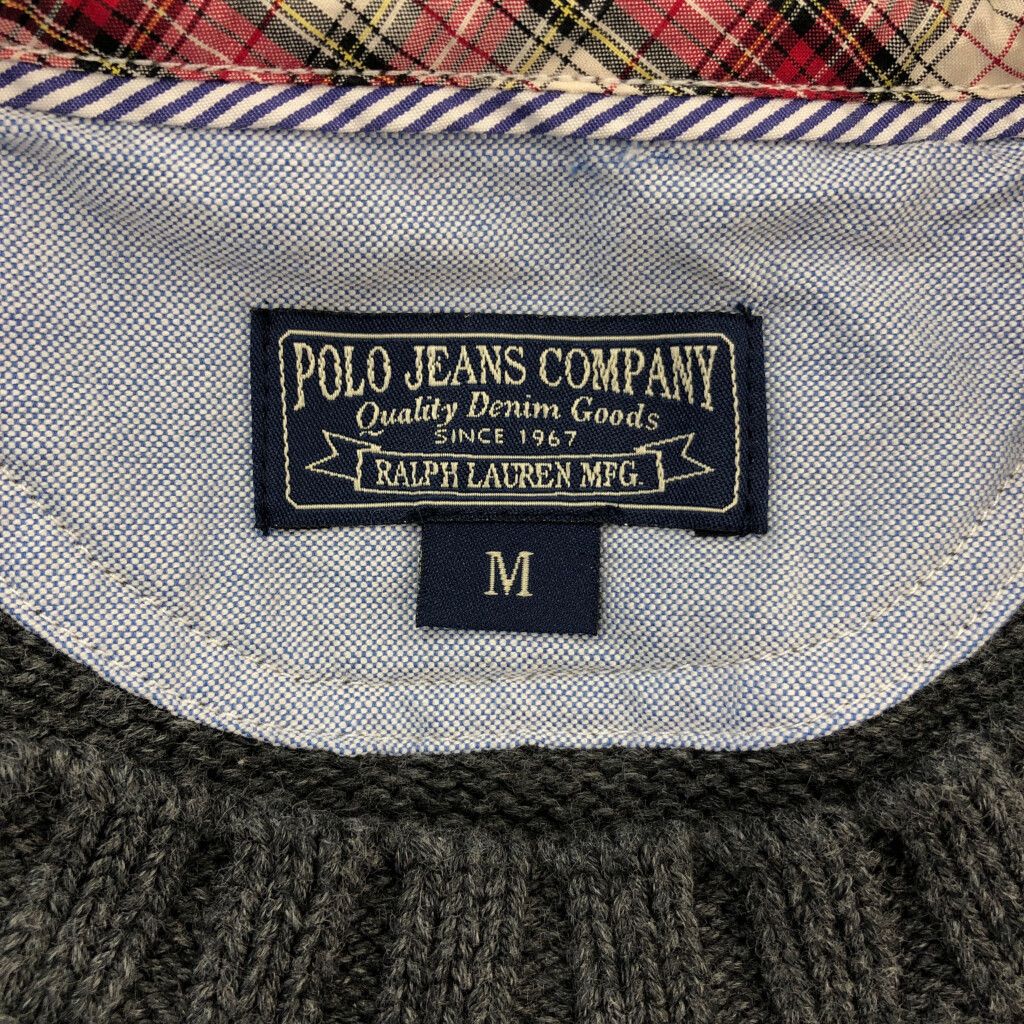 POLO JEANS COMPANY
Quality Denim Goods
SINCE 1967
RALPH LAUREN MFG.
M